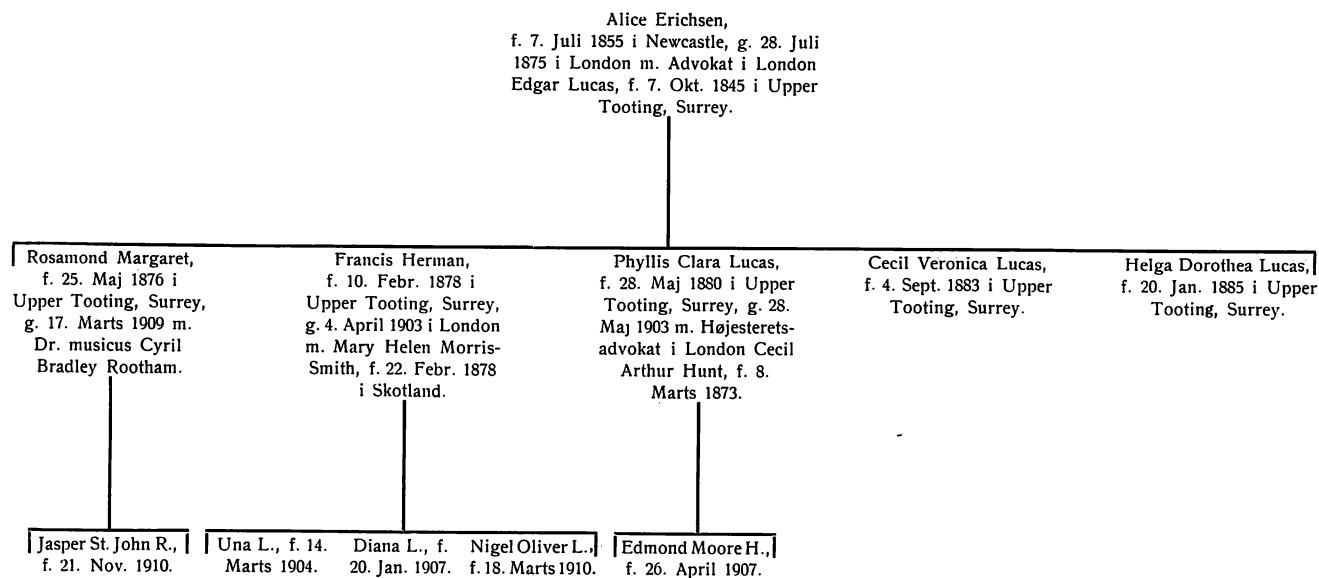 Alice Erichsen,
f. 7. Juli 1855 i Newcastle, g. 28. Juli
1875 i London m. Advokat i London
Edgar Lucas, f. 7. Okt. 1845 i Upper
Tooting, Surrey.
Rosamond Margaret,
f. 25. Maj 1876 i
Upper Tooting, Surrey,
g. 17. Marts 1909 m.
Dr. musicus Cyril
Bradley Rootham.
Francis Herman,
f. 10. Febr. 1878 i
Upper Tooting, Surrey,
g. 4. April 1903 i London
m. Mary Helen Morris-
Smith, f. 22. Febr. 1878
i Skotland.
Phyllis Clara Lucas,
f. 28. Maj 1880 i Upper
Tooting, Surrey, g. 28.
Maj 1903 m. Højesterets-
advokat i London Cecil
Arthur Hunt, f. 8.
Marts 1873.
Cecil Veronica Lucas,
f. 4. Sept. 1883 i Upper
Tooting, Surrey.
Helga Dorothea Lucas,
f. 20. Jan. 1885 i Upper
Tooting, Surrey.
Jasper St. John R.,
f. 21. Nov. 1910.
Una L., f. 14.
Marts 1904.
Diana L., f.
20. Jan. 1907.
Nigel Oliver L.,
f. 18. Marts 1910.
Edmond Moore H.,
f. 26. April 1907.